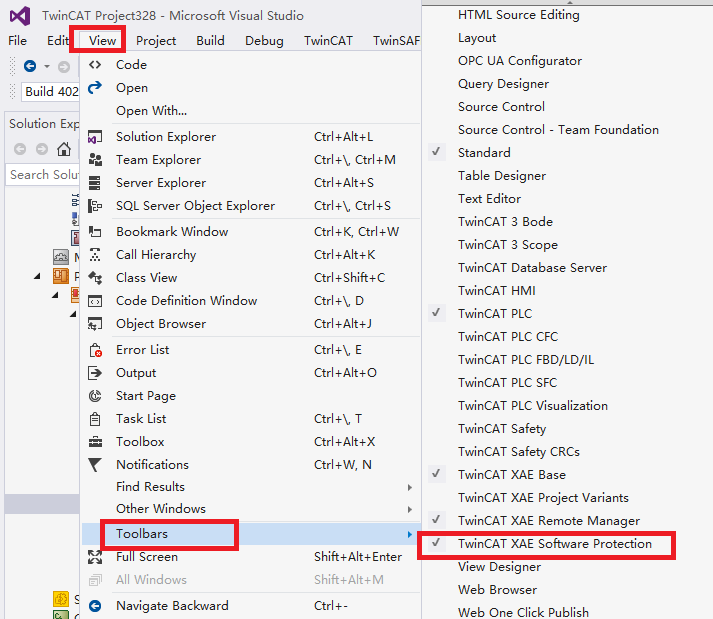 TwinCAT Project328 - Microsoft Visual Studio
File Edit View Project Build Debug TwinCAT TwinSAF
Build 402
Solution Exp
Search Solu
Code
Open
Open With...
Solution Explorer Ctrl+Alt+L
Team Explorer Ctrl+\, Ctrl+M
Server Explorer Ctrl+Alt+S
SQL Server Object Explorer Ctrl+\, Ctrl+S
Bookmark Window Ctrl+K, Ctrl+W
Call Hierarchy Ctrl+Alt+K
Class View Ctrl+Shift+C
Code Definition Window Ctrl+\, D
Object Browser Ctrl+Alt+J
Error List Ctrl+\, E
Output Ctrl+Alt+O
Start Page
Task List Ctrl+\, T
Toolbox Ctrl+Alt+X
Notifications Ctrl+W, N
Find Results
Other Windows
Toolbars
Full Screen Shift+Alt+Enter
All Windows Shift+Alt+M
Navigate Backward Ctrl+-
HTML Source Editing
Layout
OPC UA Configurator
Query Designer
Source Control
Source Control - Team Foundation
Standard
Table Designer
Text Editor
TwinCAT 3 Bode
TwinCAT 3 Scope
TwinCAT Database Server
TwinCAT HMI
TwinCAT PLC
TwinCAT PLC CFC
TwinCAT PLC FBD/LD/IL
TwinCAT PLC SFC
TwinCAT PLC Visualization
TwinCAT Safety
TwinCAT Safety CRCs
TwinCAT XAE Base
TwinCAT XAE Project Variants
TwinCAT XAE Remote Manager
TwinCAT XAE Software Protection
View Designer
Web Browser
Web One Click Publish